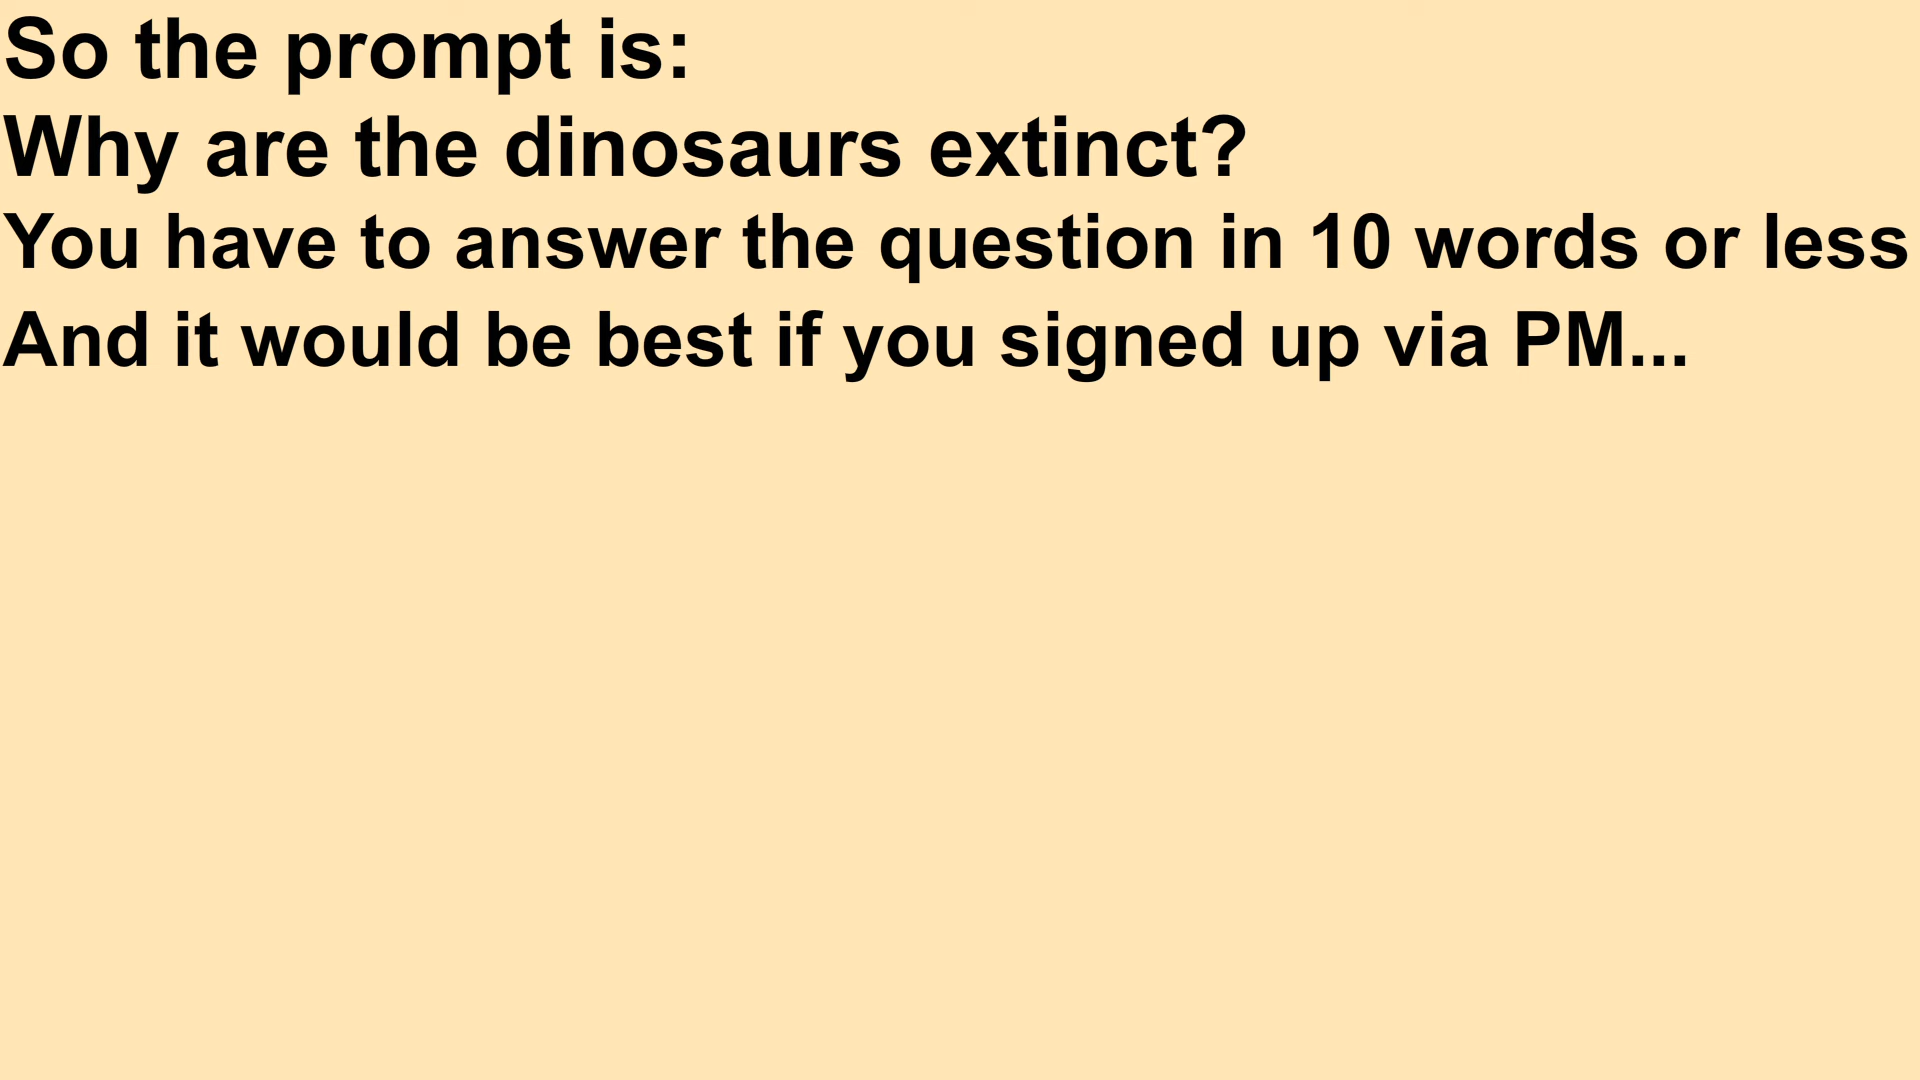 So the prompt is:
Why are the dinosaurs extinct?
You have to answer the question in 10 words or less
And it would be best if you signed up via PM...